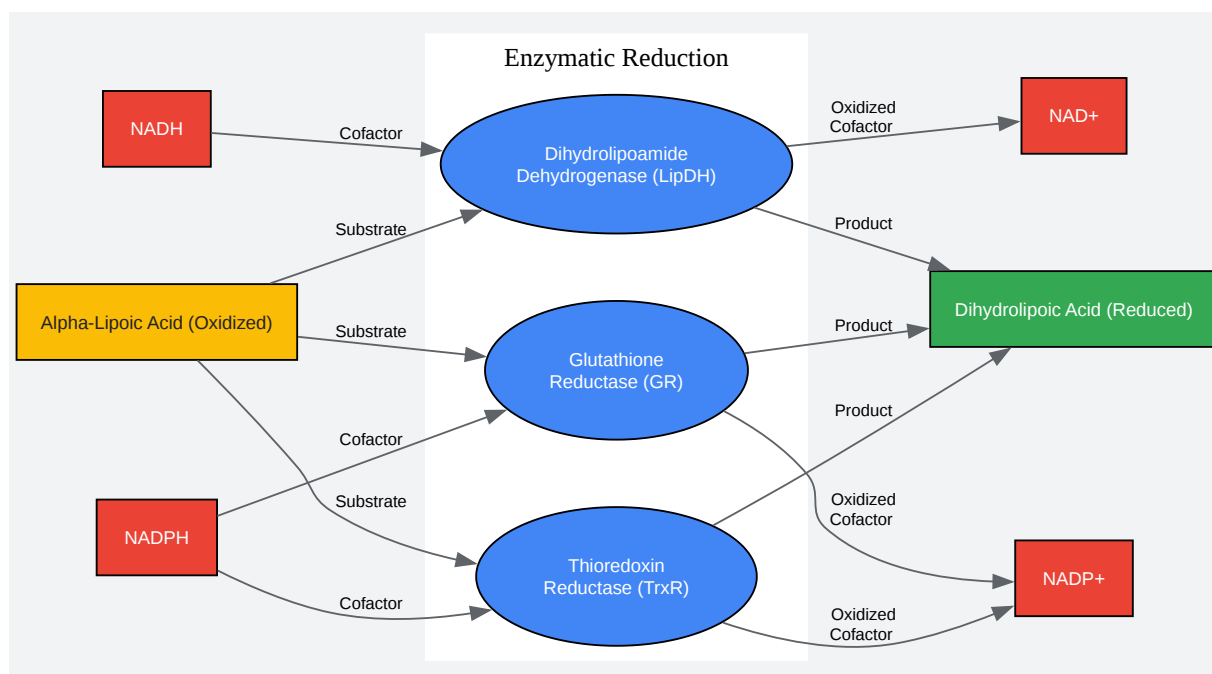 Enzymatic Reduction
NADH
Cofactor
Dihydrolipoamide
Dehydrogenase (LipDH)
Oxidized
Cofactor
NAD+
Substrate
Product
Alpha-Lipoic Acid (Oxidized)
Substrate
Glutathione
Reductase (GR)
Product
Dihydrolipoic Acid (Reduced)
Cofactor
Product
NADPH
Substrate
Oxidized
Cofactor
Thioredoxin
Reductase (TrxR)
NADP+
Cofactor
Oxidized
Cofactor